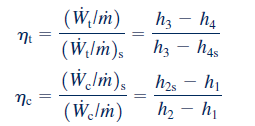 ηt = (Ẇt/ṁ) / (Ẇt/ṁ)s = h3 − h4 / h3 − h4s
ηc = (Ẇc/ṁ)s / (Ẇc/ṁ) = h2s − h1 / h2 − h1